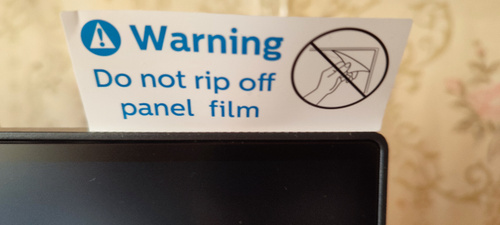 Warning
Do not rip off
panel film